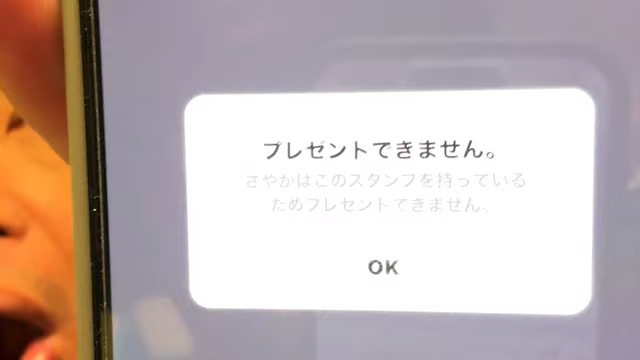 プレゼントできません。
さやかはこのスタンプを持っている
ためプレゼントできません。
OK